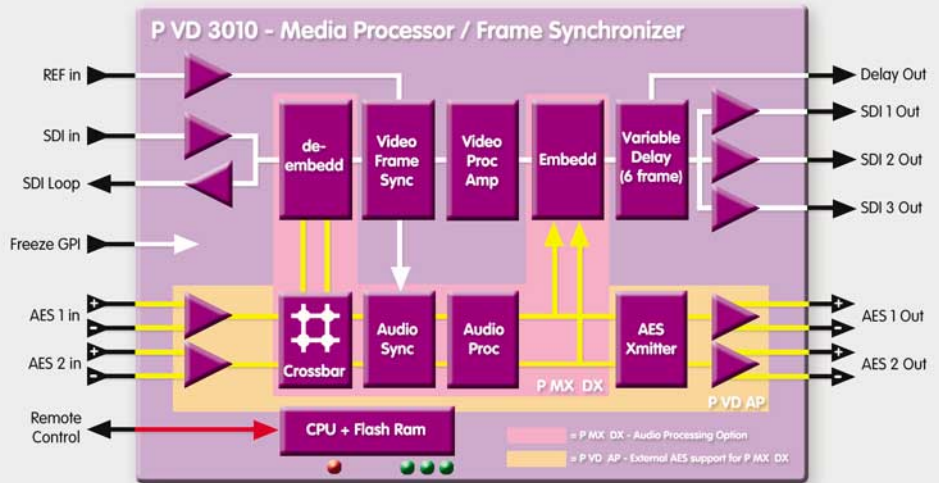 P VD 3010 - Media Processor / Frame Synchronizer
REF in
SDI in
SDI Loop
Freeze GPI
AES 1 in
+
-
AES 2 in
+
-
Remote
Control
de-
embedd
Video
Frame
Sync
Video
Proc
Amp
Embedd
Variable
Delay
(6 frame)
Delay Out
SDI 1 Out
SDI 2 Out
SDI 3 Out
Crossbar
Audio
Sync
Audio
Proc
AES
Xmitter
+
-
AES 1 Out
+
-
AES 2 Out
P MX DX
P VD AP
CPU + Flash Ram
= P MX DX - Audio Processing Option
= P VD AP - External AES support for P MX DX